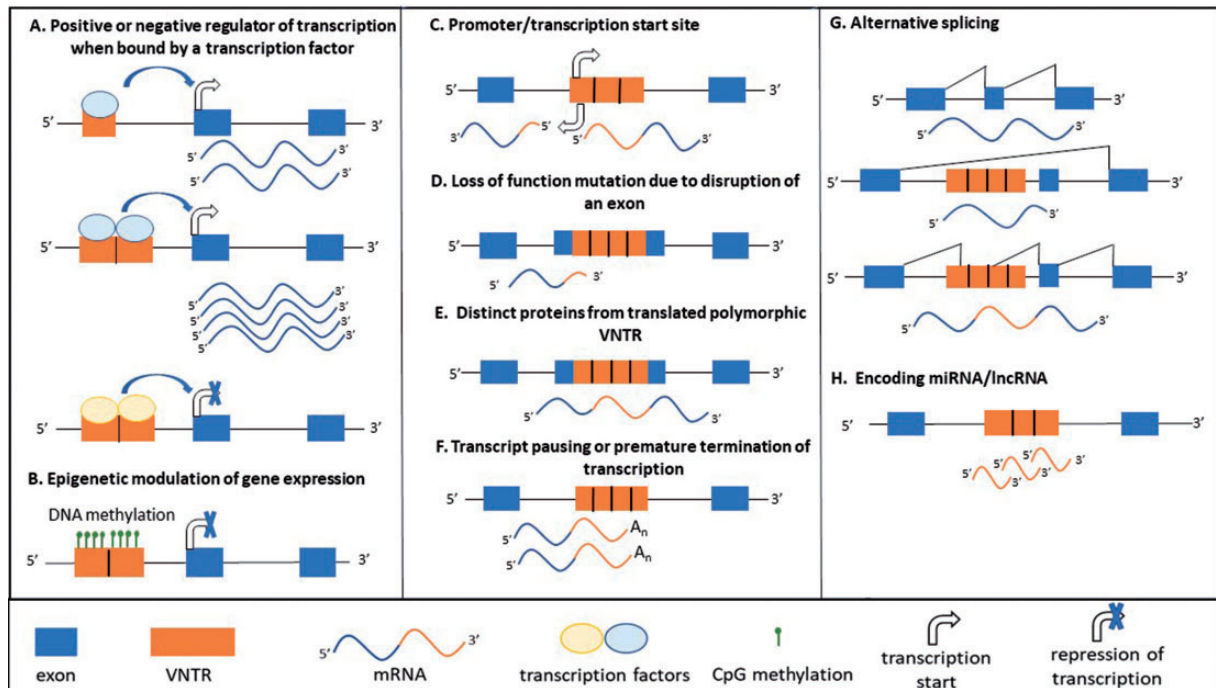 A. Positive or negative regulator of transcription
when bound by a transcription factor
5' 3'
5' 3'
5' 3'
5' 3'
5' 3'
5' 3'
5' 3'
5' 3'
5' 3'
B. Epigenetic modulation of gene expression
DNA methylation
5' 3'
C. Promoter/transcription start site
5' 3'
3' 5' 5' 3'
D. Loss of function mutation due to disruption of
an exon
5' 3'
5' 3'
E. Distinct proteins from translated polymorphic
VNTR
5' 3'
5' 3'
F. Transcript pausing or premature termination of
transcription
5' 3'
5' An
5' An
G. Alternative splicing
5' 3'
5' 3'
5' 3'
5' 3'
5' 3'
5' 3'
H. Encoding miRNA/lncRNA
5' 3'
5' 5' 5' 3'
3' 3'
5' 3'
exon VNTR mRNA transcription factors CpG methylation transcription
start repression of
transcription